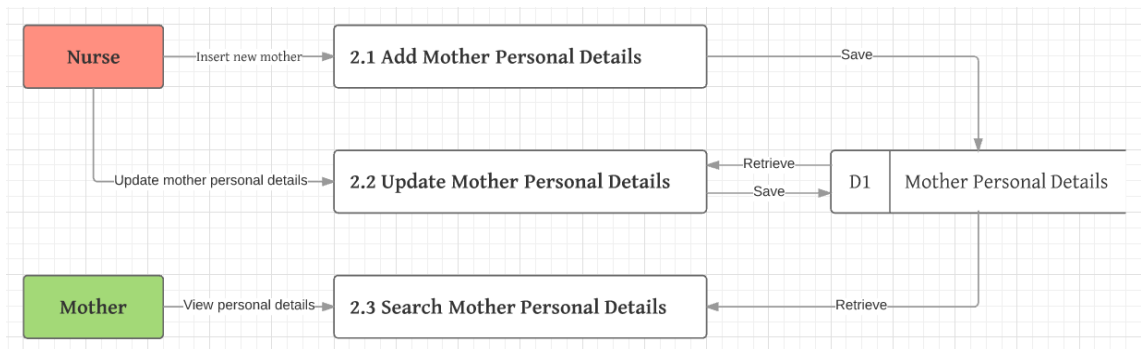 Nurse
Insert new mother
2.1 Add Mother Personal Details
Save
Update mother personal details
2.2 Update Mother Personal Details
Retrieve
Save
D1
Mother Personal Details
Mother
View personal details
2.3 Search Mother Personal Details
Retrieve